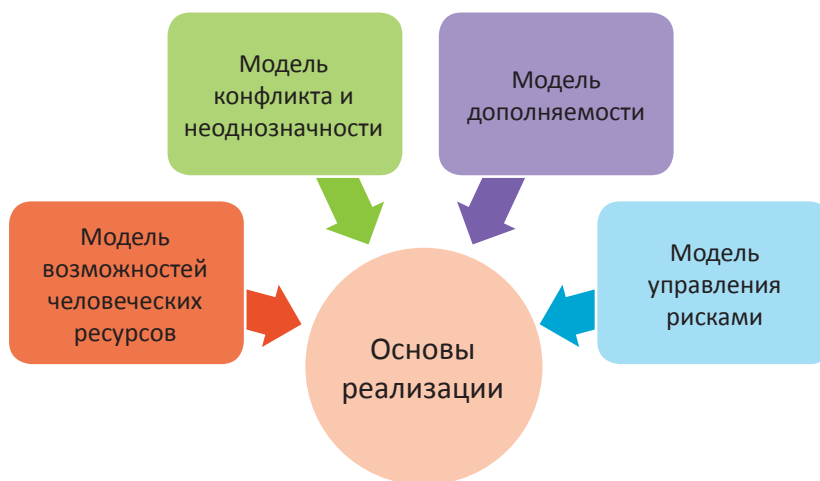 Модель
конфликта и
неоднозначности
Модель
дополняемости
Модель
возможностей
человеческих
ресурсов
Модель
управления
рисками
Основы
реализации